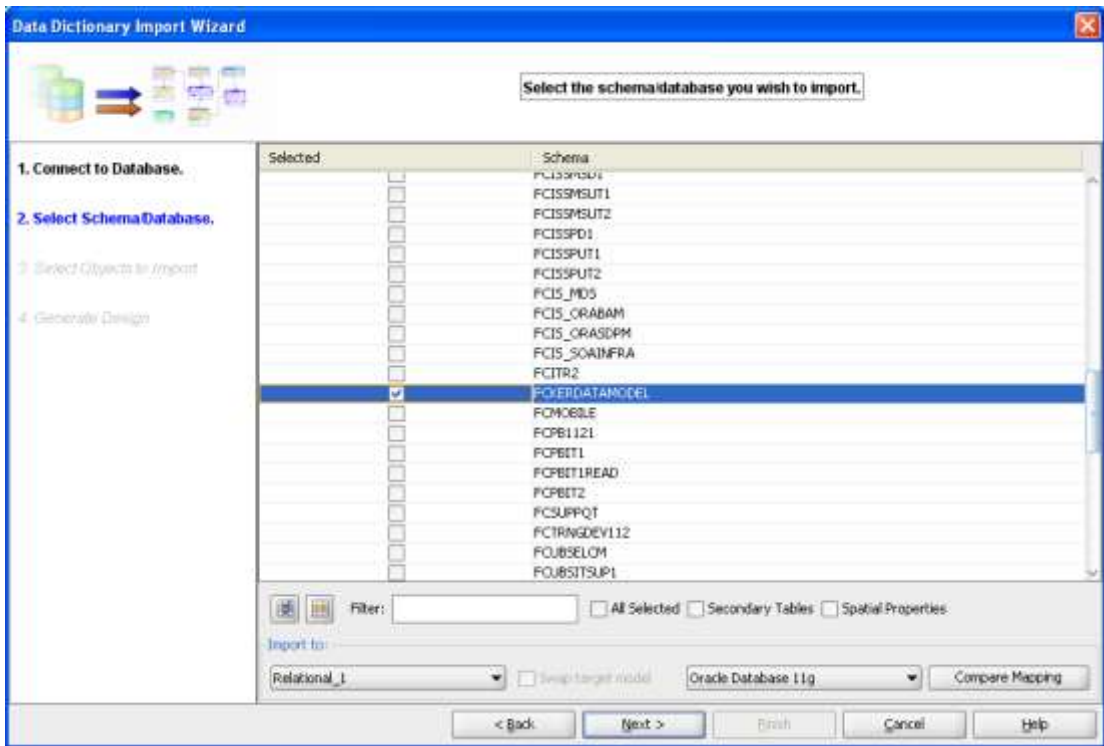 Data Dictionary Import Wizard
Select the schema/database you wish to import.
1. Connect to Database.
2. Select Schema/Database.
3. Select Objects to Import
4. Generate Design
Selected Schema
FCISSMSD1
FCISSMSUT1
FCISSMSUT2
FCISSPD1
FCISSPUT1
FCISSPUT2
FCIS_MDS
FCIS_ORABAM
FCIS_ORASDPM
FCIS_SOAINFRA
FCITR2
FCKERDATAMODEL
FCMOBILE
FCPB1121
FCPBIT1
FCPBIT1READ
FCPBIT2
FCSUPPQT
FCTRNGDEV112
FCUBSELCM
FCUBSITSUP1
Filter: All Selected Secondary Tables Spatial Properties
Import to:
Relational_1 Swap target model Oracle Database 11g Compare Mapping
< Back Next > Finish Cancel Help